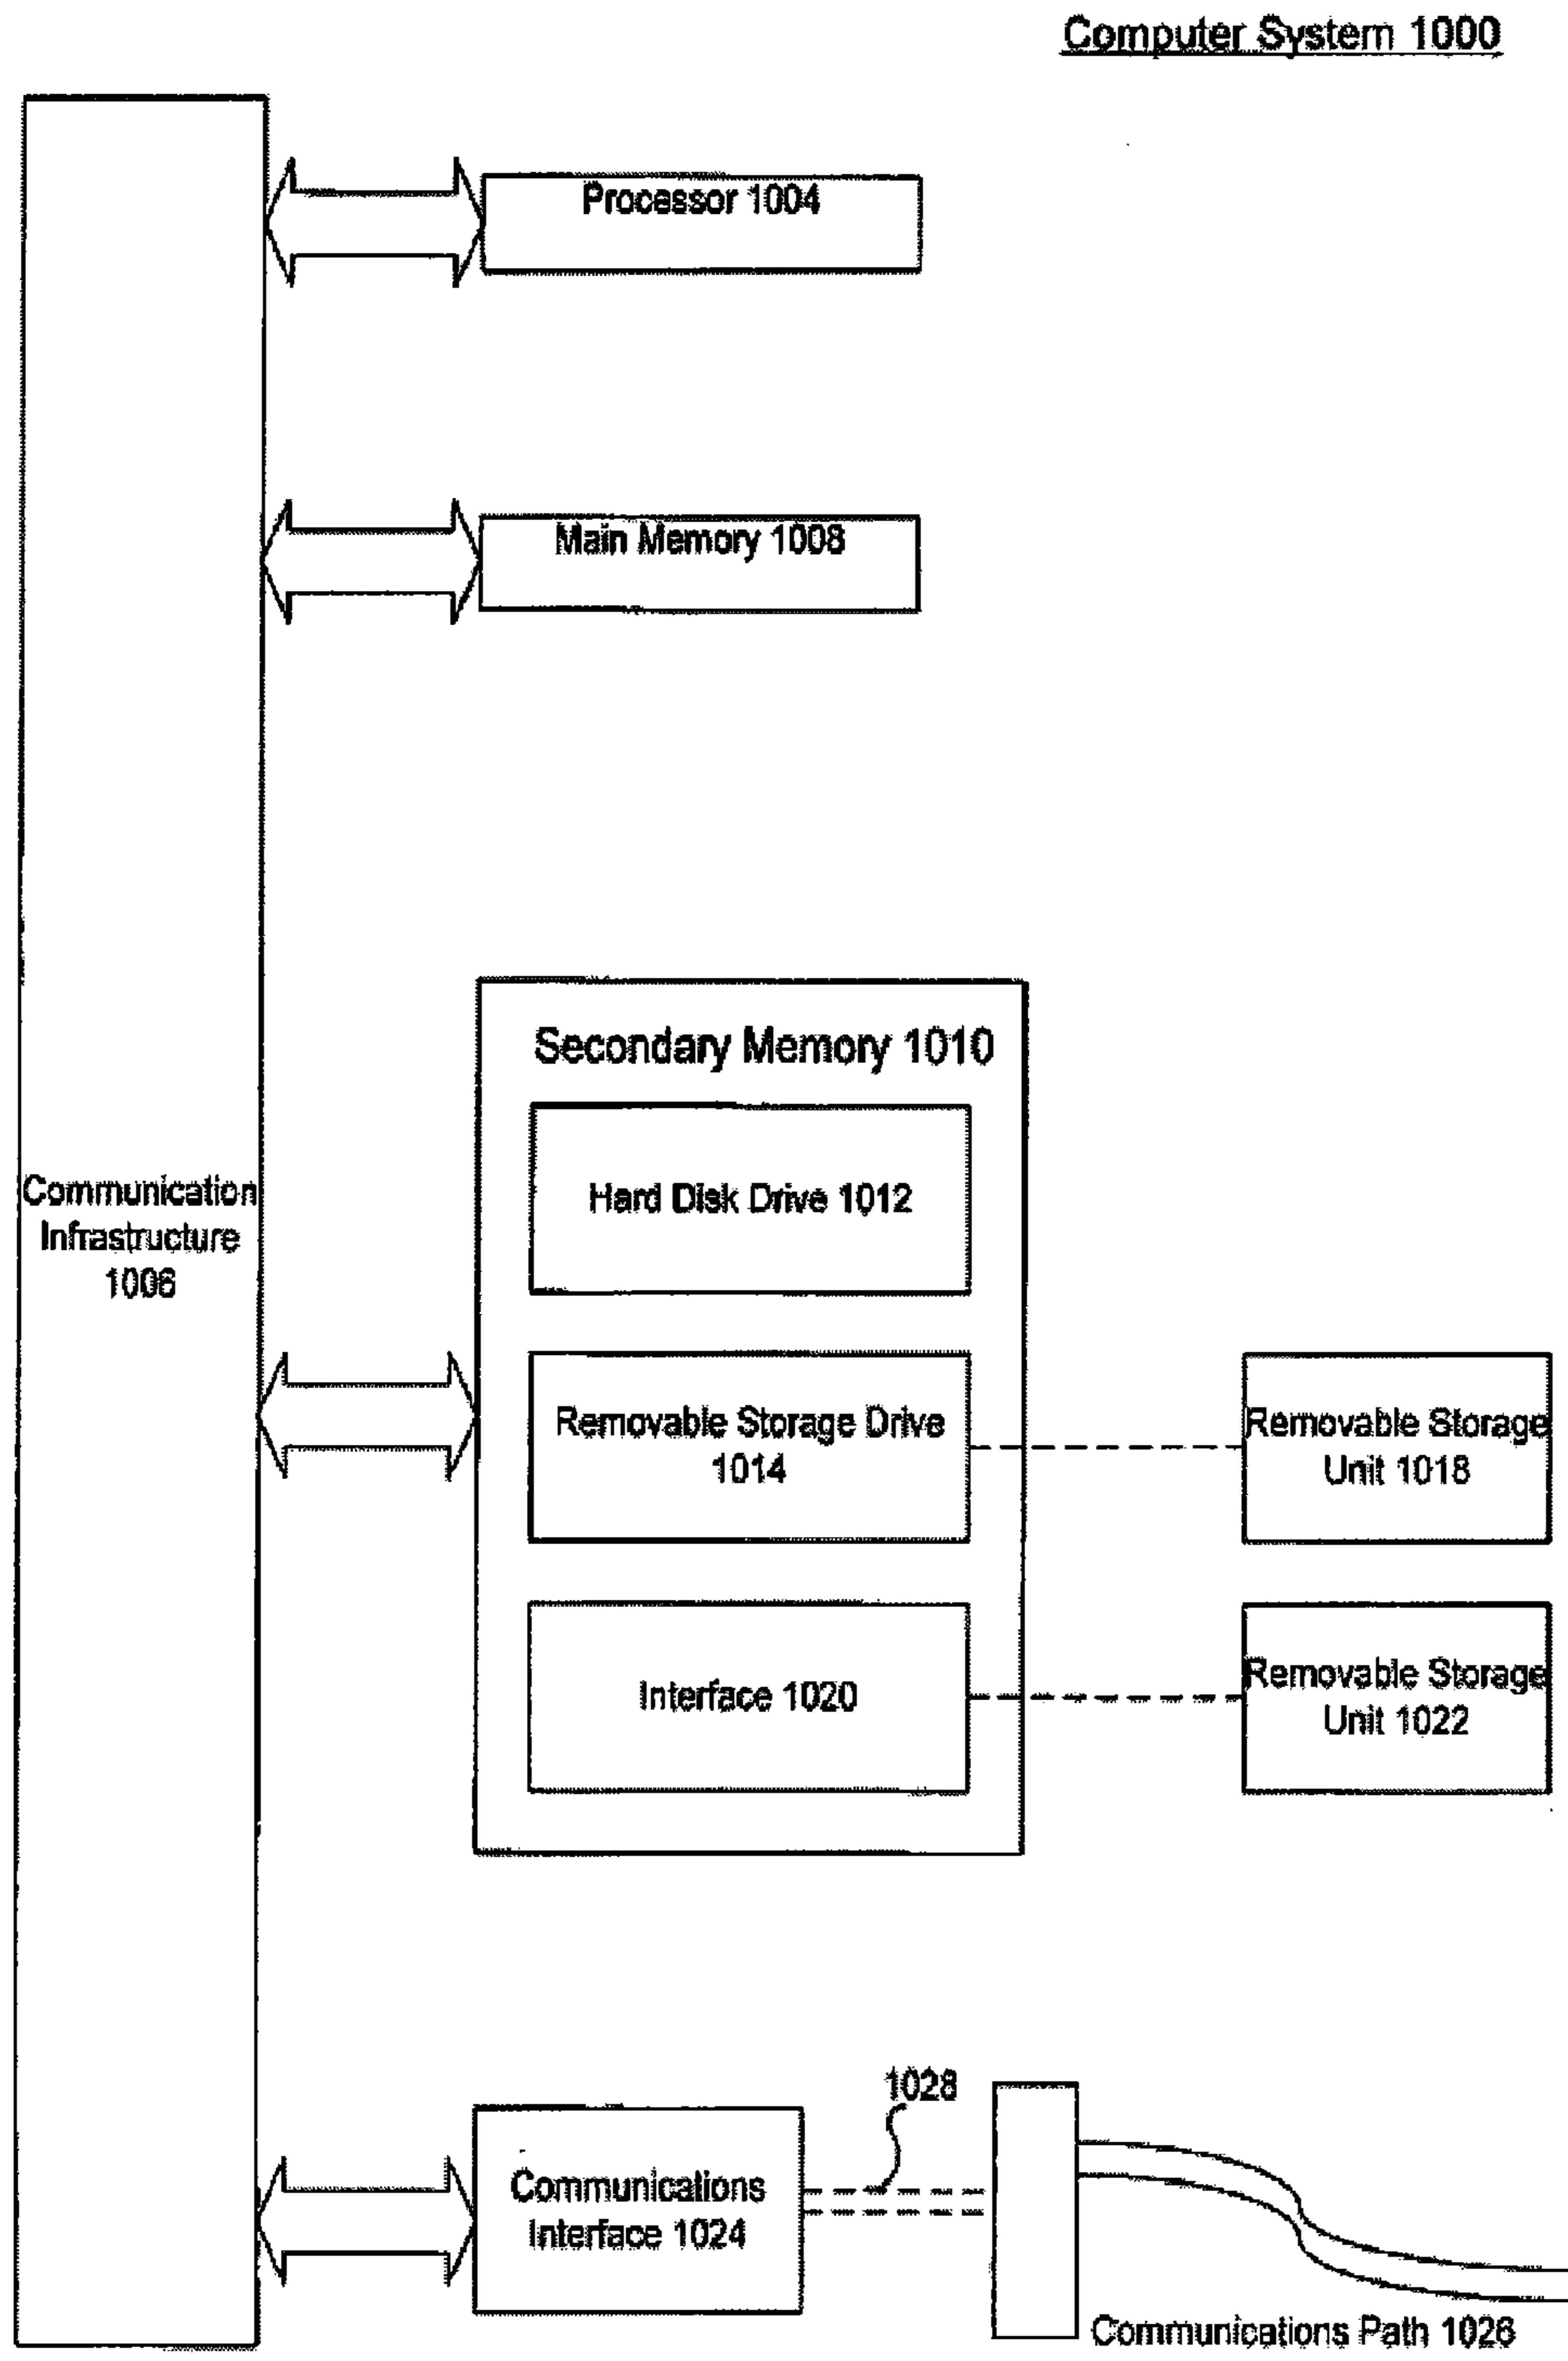 Computer System 1000
Processor 1004
Main Memory 1008
Secondary Memory 1010
Hard Disk Drive 1012
Communication
Infrastructure
1006
Removable Storage Drive
1014
Removable Storage
Unit 1018
Interface 1020
Removable Storage
Unit 1022
1028
Communications
Interface 1024
Communications Path 1026